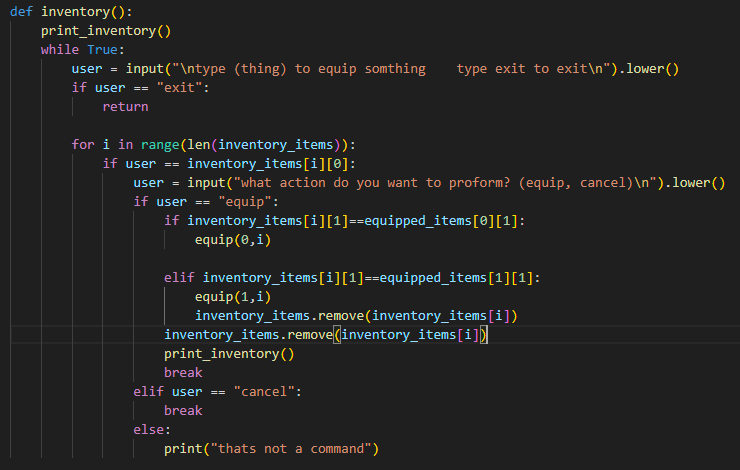 def inventory():
    print_inventory()
    while True:
        user = input("\ntype (thing) to equip somthing    type exit to exit\n").lower()
        if user == "exit":
            return

        for i in range(len(inventory_items)):
            if user == inventory_items[i][0]:
                user = input("what action do you want to proform? (equip, cancel)\n").lower()
                if user == "equip":
                    if inventory_items[i][1]==equipped_items[0][1]:
                        equip(0,i)

                    elif inventory_items[i][1]==equipped_items[1][1]:
                        equip(1,i)
                        inventory_items.remove(inventory_items[i])
                    inventory_items.remove(inventory_items[i])
                    print_inventory()
                    break
                elif user == "cancel":
                    break
                else:
                    print("thats not a command")